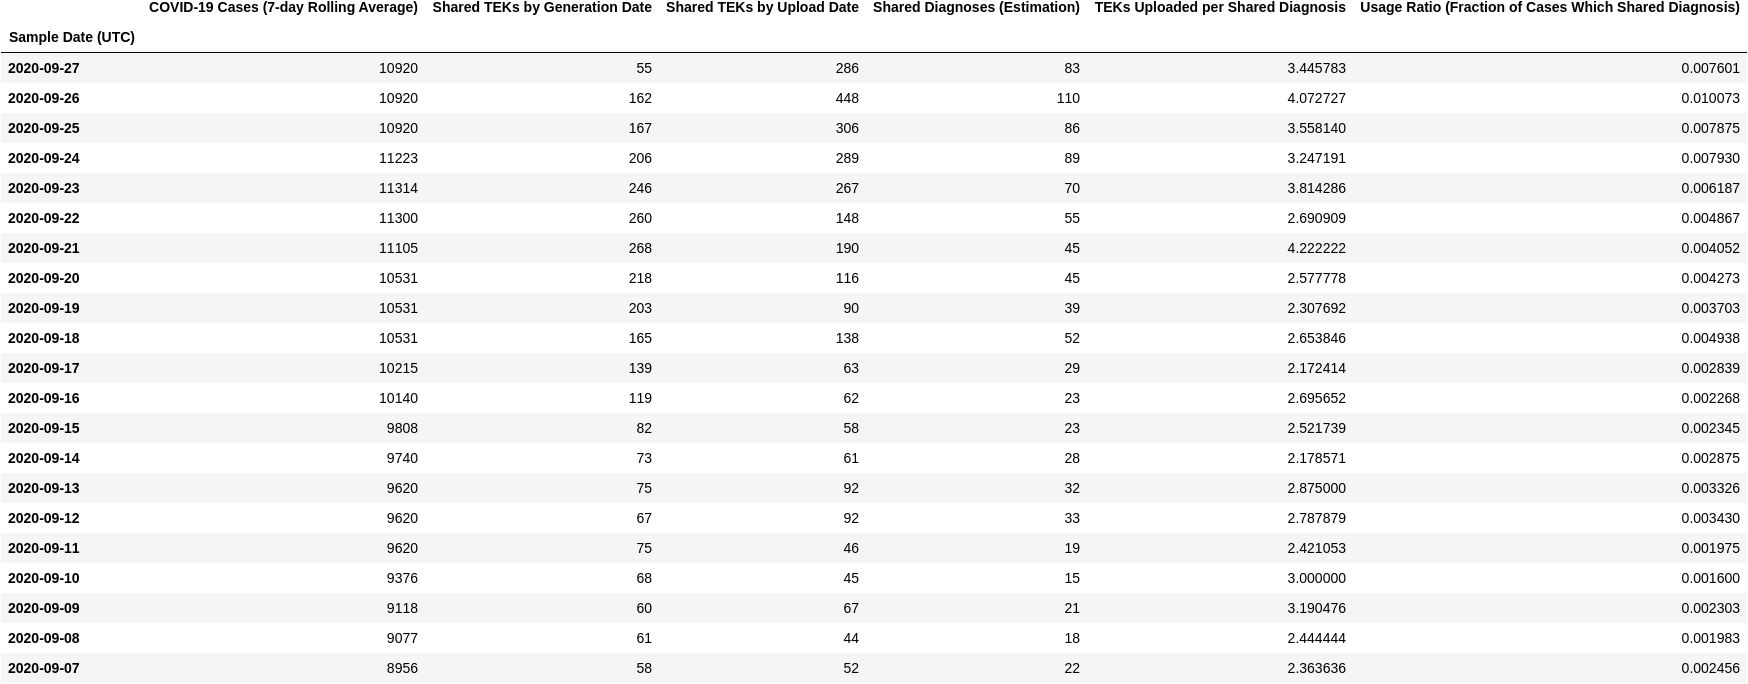 COVID-19 Cases (7-day Rolling Average) Shared TEKs by Generation Date Shared TEKs by Upload Date Shared Diagnoses (Estimation) TEKs Uploaded per Shared Diagnosis Usage Ratio (Fraction of Cases Which Shared Diagnosis)
Sample Date (UTC)
2020-09-27 10920 55 286 83 3.445783 0.007601
2020-09-26 10920 162 448 110 4.072727 0.010073
2020-09-25 10920 167 306 86 3.558140 0.007875
2020-09-24 11223 206 289 89 3.247191 0.007930
2020-09-23 11314 246 267 70 3.814286 0.006187
2020-09-22 11300 260 148 55 2.690909 0.004867
2020-09-21 11105 268 190 45 4.222222 0.004052
2020-09-20 10531 218 116 45 2.577778 0.004273
2020-09-19 10531 203 90 39 2.307692 0.003703
2020-09-18 10531 165 138 52 2.653846 0.004938
2020-09-17 10215 139 63 29 2.172414 0.002839
2020-09-16 10140 119 62 23 2.695652 0.002268
2020-09-15 9808 82 58 23 2.521739 0.002345
2020-09-14 9740 73 61 28 2.178571 0.002875
2020-09-13 9620 75 92 32 2.875000 0.003326
2020-09-12 9620 67 92 33 2.787879 0.003430
2020-09-11 9620 75 46 19 2.421053 0.001975
2020-09-10 9376 68 45 15 3.000000 0.001600
2020-09-09 9118 60 67 21 3.190476 0.002303
2020-09-08 9077 61 44 18 2.444444 0.001983
2020-09-07 8956 58 52 22 2.363636 0.002456